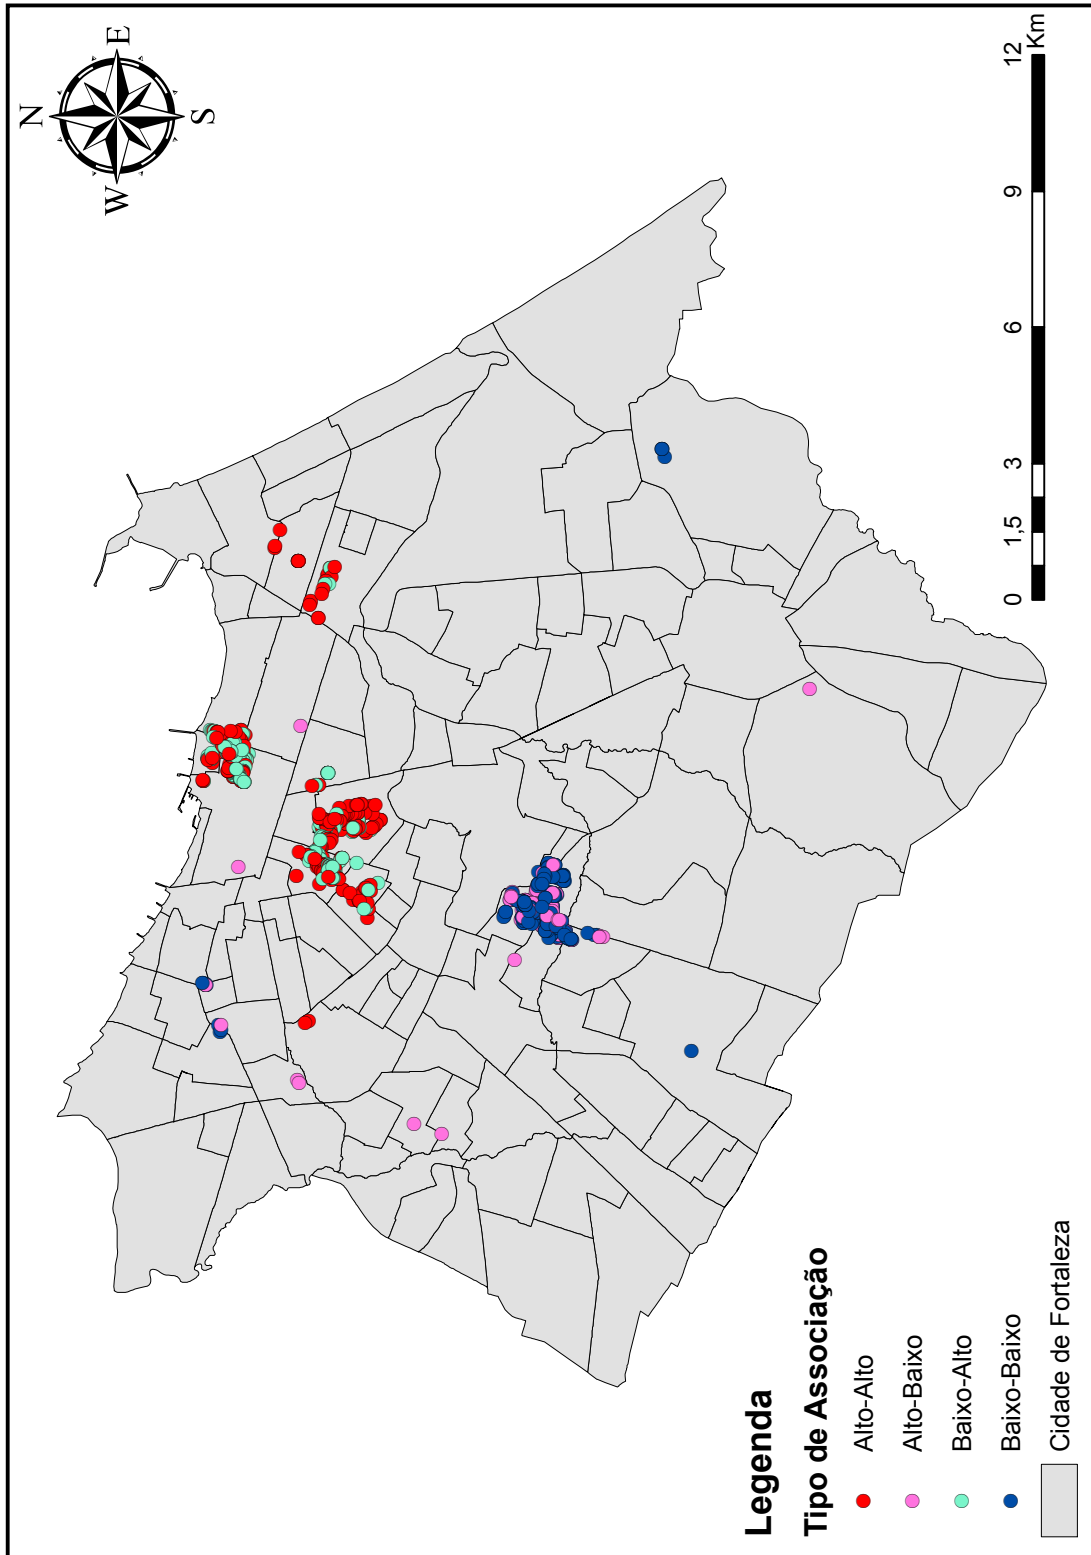 N
W
E
S
Legenda
Tipo de Associação
Alto-Alto
Alto-Baixo
Baixo-Alto
Baixo-Baixo
Cidade de Fortaleza
0 1,5 3 6 9 12
Km